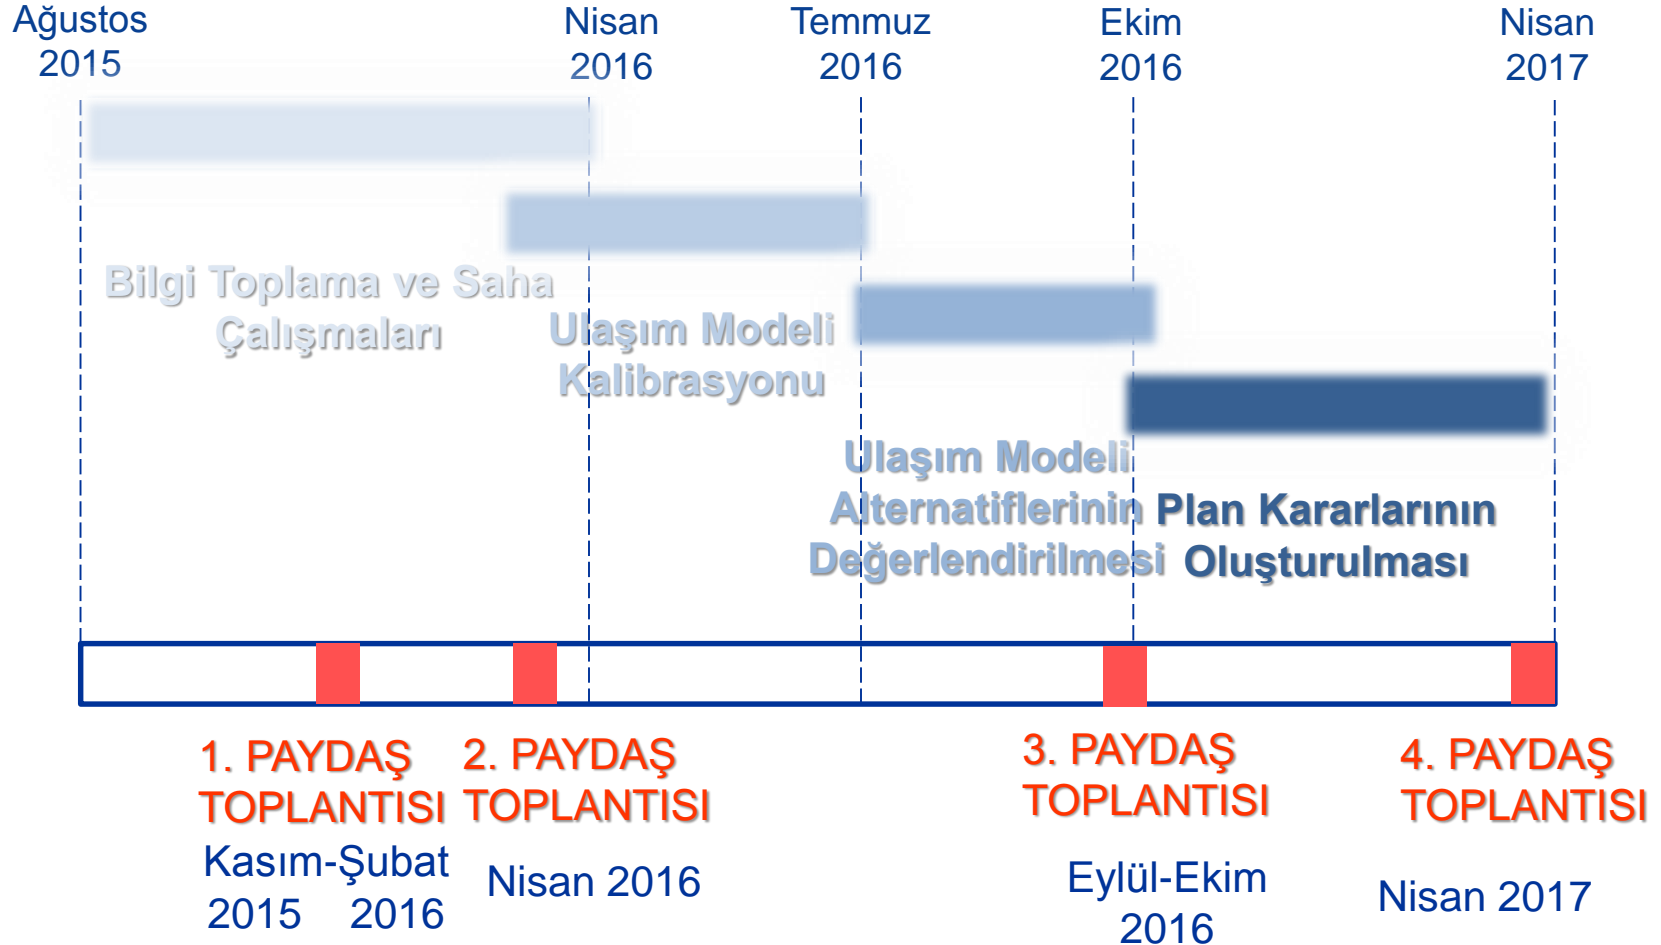 Ağustos
2015
Nisan
2016
Temmuz
2016
Ekim
2016
Nisan
2017
Bilgi Toplama ve Saha
Çalışmaları
Ulaşım Modeli
Kalibrasyonu
Ulaşım Modeli
Alternatiflerinin
Değerlendirilmesi
Plan Kararlarının
Oluşturulması
1. PAYDAŞ
TOPLANTISI
Kasım-Şubat
2015 2016
2. PAYDAŞ
TOPLANTISI
Nisan 2016
3. PAYDAŞ
TOPLANTISI
Eylül-Ekim
2016
4. PAYDAŞ
TOPLANTISI
Nisan 2017